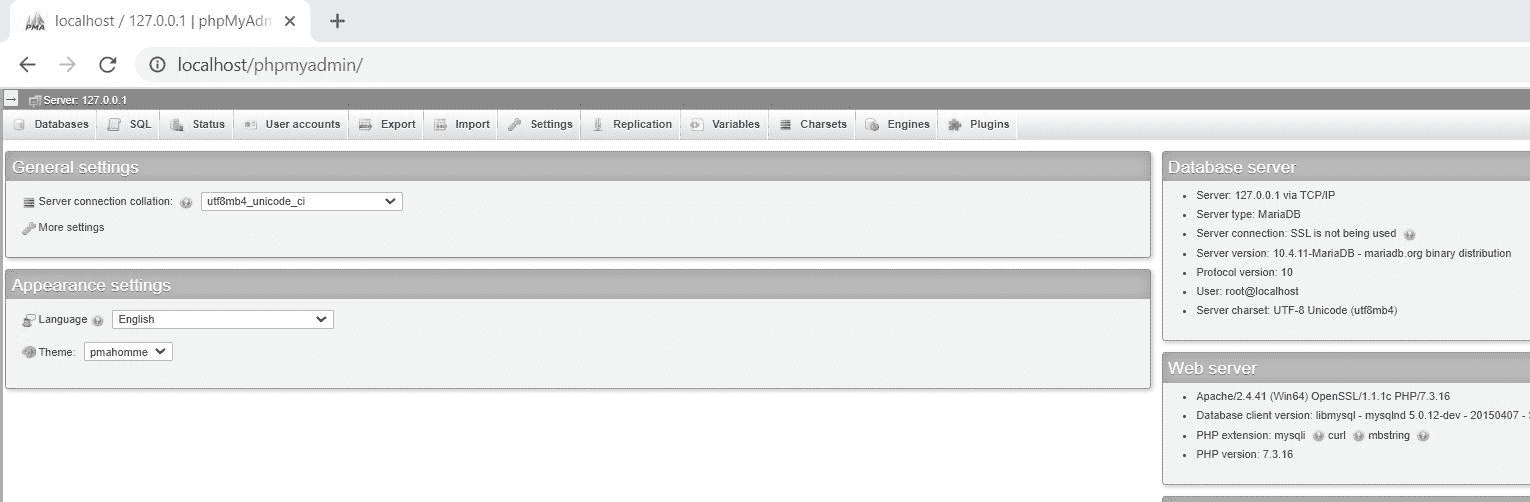 PMA localhost / 127.0.0.1 | phpMyAdm
localhost/phpmyadmin/
Server: 127.0.0.1
Databases SQL Status User accounts Export Import Settings Replication Variables Charsets Engines Plugins
General settings
Server connection collation: utf8mb4_unicode_ci
More settings
Appearance settings
Language English
Theme: pmahomme
Database server
Server: 127.0.0.1 via TCP/IP
Server type: MariaDB
Server connection: SSL is not being used
Server version: 10.4.11-MariaDB - mariadb.org binary distribution
Protocol version: 10
User: root@localhost
Server charset: UTF-8 Unicode (utf8mb4)
Web server
Apache/2.4.41 (Win64) OpenSSL/1.1.1c PHP/7.3.16
Database client version: libmysql - mysqlnd 5.0.12-dev - 20150407 -
PHP extension: mysqli curl mbstring
PHP version: 7.3.16